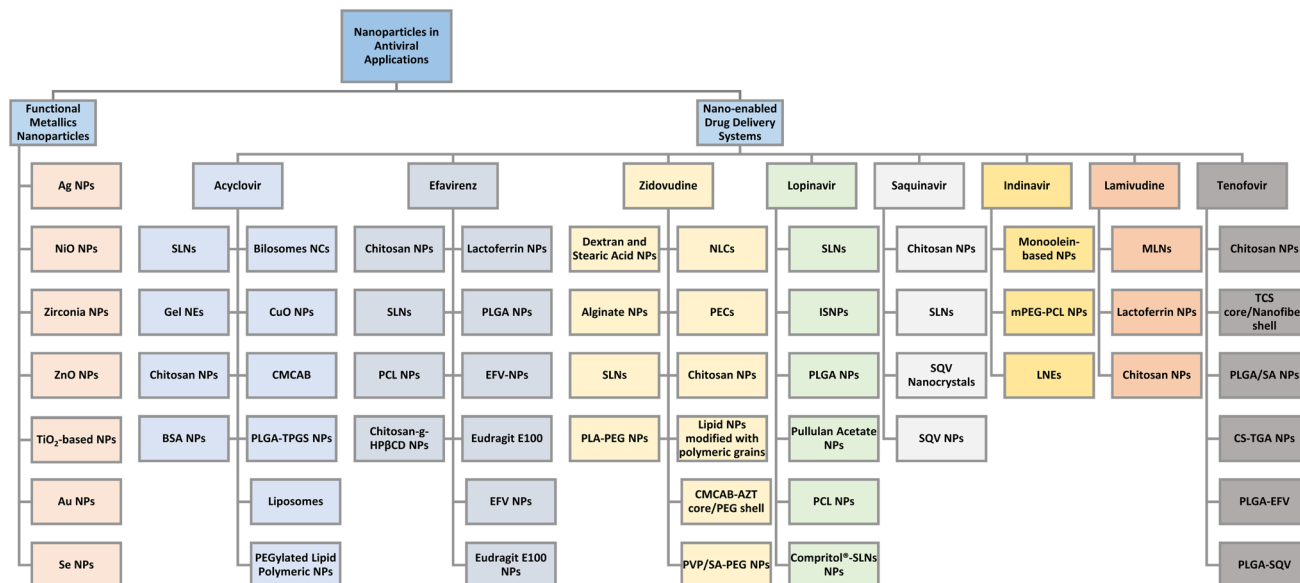 Nanoparticles in
Antiviral
Applications
Functional
Metallics
Nanoparticles
Nano-enabled
Drug Delivery
Systems
Ag NPs
NiO NPs
Zirconia NPs
ZnO NPs
TiO₂-based NPs
Au NPs
Se NPs
Acyclovir
SLNs
Gel NEs
Chitosan NPs
BSA NPs
Bilosomes NCs
CuO NPs
CMCAB
PLGA-TPGS NPs
Liposomes
PEGylated Lipid
Polymeric NPs
Efavirenz
Chitosan NPs
SLNs
PCL NPs
Chitosan-g-
HPβCD NPs
Lactoferrin NPs
PLGA NPs
EFV-NPs
Eudragit E100
EFV NPs
Eudragit E100
NPs
Zidovudine
Dextran and
Stearic Acid NPs
Alginate NPs
SLNs
PLA-PEG NPs
NLCs
PECs
Chitosan NPs
Lipid NPs
modified with
polymeric grains
CMCAB-AZT
core/PEG shell
PVP/SA-PEG NPs
Lopinavir
SLNs
ISNPs
PLGA NPs
Pullulan Acetate
NPs
PCL NPs
Compritol®-SLNs
NPs
Saquinavir
Chitosan NPs
SLNs
SQV
Nanocrystals
SQV NPs
Indinavir
Monoolein-
based NPs
mPEG-PCL NPs
LNEs
Lamivudine
MLNs
Lactoferrin NPs
Chitosan NPs
Tenofovir
Chitosan NPs
TCS
core/Nanofibe
shell
PLGA/SA NPs
CS-TGA NPs
PLGA-EFV
PLGA-SQV